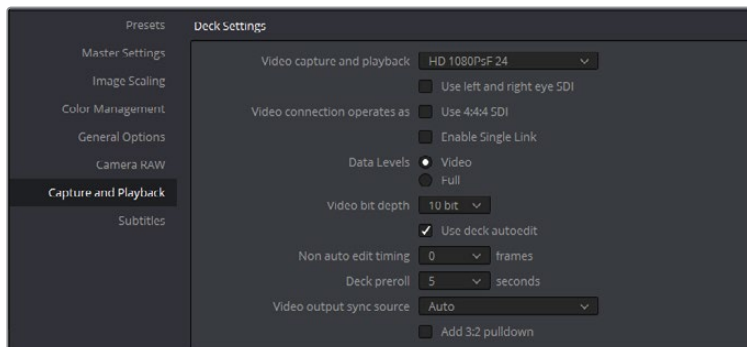 Presets
Master Settings
Image Scaling
Color Management
General Options
Camera RAW
Capture and Playback
Subtitles
Deck Settings
Video capture and playback HD 1080PsF 24
Use left and right eye SDI
Video connection operates as Use 4:4:4 SDI
Enable Single Link
Data Levels Video
Full
Video bit depth 10 bit
Use deck autoedit
Non auto edit timing 0 frames
Deck preroll 5 seconds
Video output sync source Auto
Add 3:2 pulldown